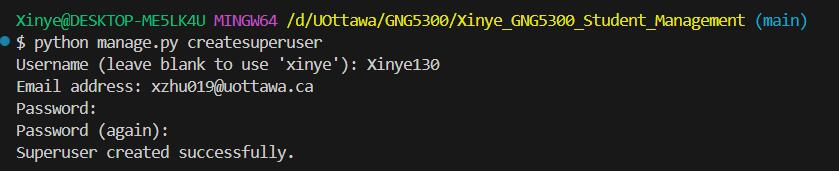 Xinye@DESKTOP-ME5LK4U MINGW64 /d/UOttawa/GNG5300/Xinye_GNG5300_Student_Management (main)
$ python manage.py createsuperuser
Username (leave blank to use 'xinye'): Xinye130
Email address: xzhu019@uottawa.ca
Password:
Password (again):
Superuser created successfully.